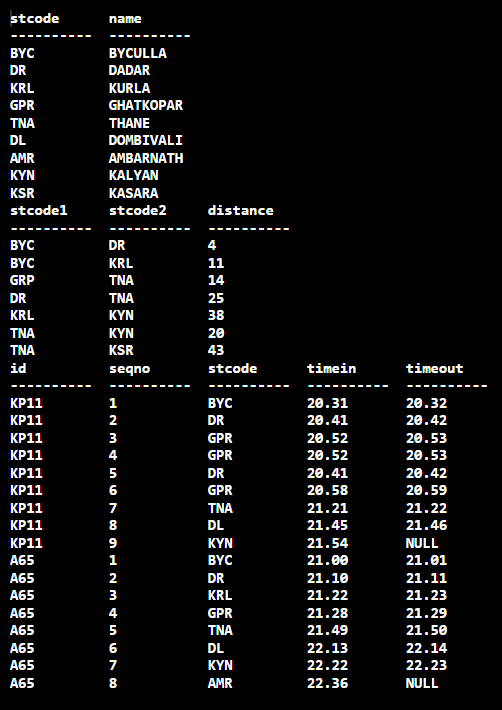 stcode      name
----------  ----------
BYC         BYCULLA
DR          DADAR
KRL         KURLA
GPR         GHATKOPAR
TNA         THANE
DL          DOMBIVALI
AMR         AMBARNATH
KYN         KALYAN
KSR         KASARA
stcode1     stcode2     distance
----------  ----------  ----------
BYC         DR          4
BYC         KRL         11
GRP         TNA         14
DR          TNA         25
KRL         KYN         38
TNA         KYN         20
TNA         KSR         43
id          seqno       stcode      timein      timeout
----------  ----------  ----------  ----------  ----------
KP11        1           BYC         20.31       20.32
KP11        2           DR          20.41       20.42
KP11        3           GPR         20.52       20.53
KP11        4           GPR         20.52       20.53
KP11        5           DR          20.41       20.42
KP11        6           GPR         20.58       20.59
KP11        7           TNA         21.21       21.22
KP11        8           DL          21.45       21.46
KP11        9           KYN         21.54       NULL
A65         1           BYC         21.00       21.01
A65         2           DR          21.10       21.11
A65         3           KRL         21.22       21.23
A65         4           GPR         21.28       21.29
A65         5           TNA         21.49       21.50
A65         6           DL          22.13       22.14
A65         7           KYN         22.22       22.23
A65         8           AMR         22.36       NULL